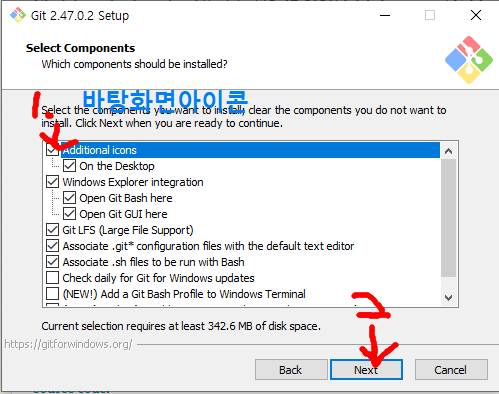 Git 2.47.0.2 Setup
Select Components
Which components should be installed?
1. 바탕화면아이콘
Select the components you want to install; clear the components you do not want to
install. Click Next when you are ready to continue.
Additional icons
On the Desktop
Windows Explorer integration
Open Git Bash here
Open Git GUI here
Git LFS (Large File Support)
Associate .git* configuration files with the default text editor
Associate .sh files to be run with Bash
Check daily for Git for Windows updates
(NEW!) Add a Git Bash Profile to Windows Terminal
2
Current selection requires at least 342.6 MB of disk space.
https://gitforwindows.org/
Back
Next
Cancel